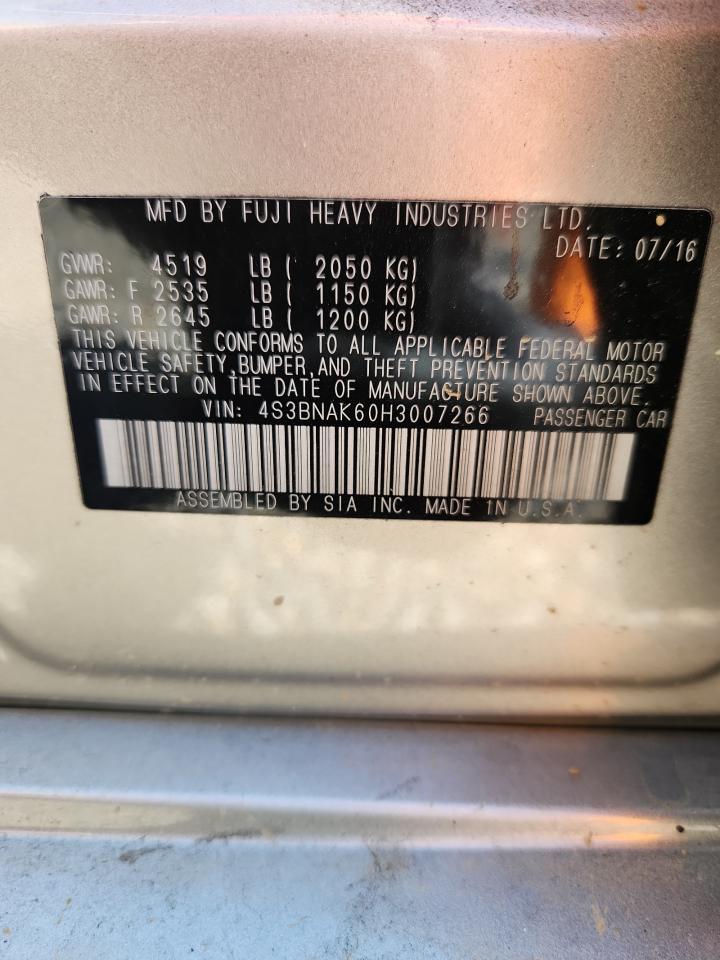 MFD BY FUJI HEAVY INDUSTRIES LTD.
DATE: 07/16
GVWR: 4519 LB ( 2050 KG)
GAWR: F 2535 LB ( 1150 KG)
GAWR: R 2645 LB ( 1200 KG)
THIS VEHICLE CONFORMS TO ALL APPLICABLE FEDERAL MOTOR
VEHICLE SAFETY,BUMPER,AND THEFT PREVENTION STANDARDS
IN EFFECT ON THE DATE OF MANUFACTURE SHOWN ABOVE.
VIN: 4S3BNAK60H3007266 PASSENGER CAR
ASSEMBLED BY SIA INC. MADE IN U.S.A.